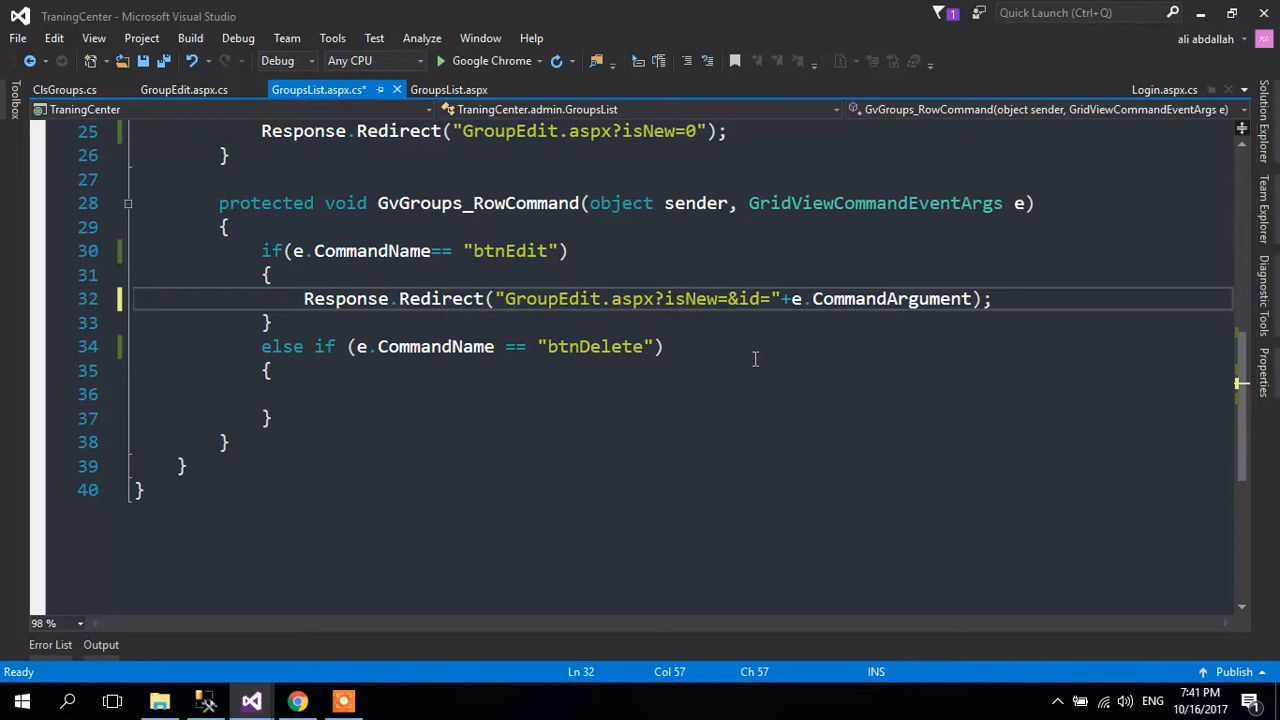 TraningCenter - Microsoft Visual Studio
1
Quick Launch (Ctrl+Q)
File Edit View Project Build Debug Team Tools Test Analyze Window Help
ali abdallah
Debug Any CPU Google Chrome
ClsGroups.cs GroupEdit.aspx.cs GroupsList.aspx.cs* GroupsList.aspx Login.aspx.cs
TraningCenter TraningCenter.admin.GroupsList GvGroups_RowCommand(object sender, GridViewCommandEventArgs e)
Toolbox
25 Response.Redirect("GroupEdit.aspx?isNew=0");
26 }
27
28 protected void GvGroups_RowCommand(object sender, GridViewCommandEventArgs e)
29 {
30 if(e.CommandName== "btnEdit")
31 {
32 Response.Redirect("GroupEdit.aspx?isNew=&id="+e.CommandArgument);
33 }
34 else if (e.CommandName == "btnDelete")
35 {
36
37 }
38 }
39 }
40 }
Solution Explorer
Team Explorer
Diagnostic Tools
Properties
98 %
Error List Output
Ready Ln 32 Col 57 Ch 57 INS Publish
ENG
7:41 PM
10/16/2017
1